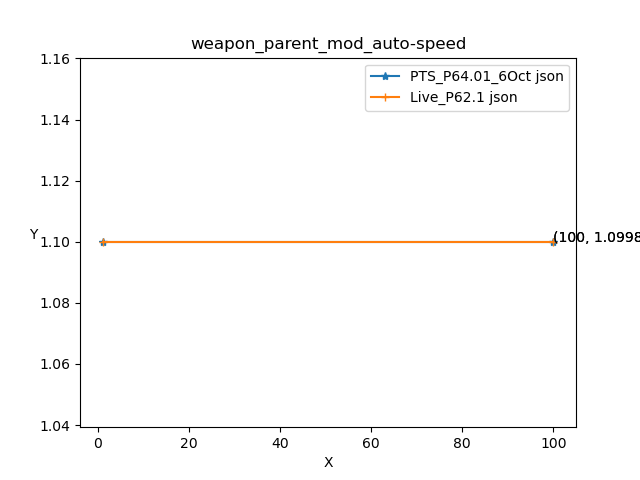 weapon_parent_mod_auto-speed
PTS_P64.01_6Oct json
Live_P62.1 json
1.16
1.14
1.12
Y
1.10
(100, 1.0998
1.08
1.06
1.04
0
20
40
60
80
100
X